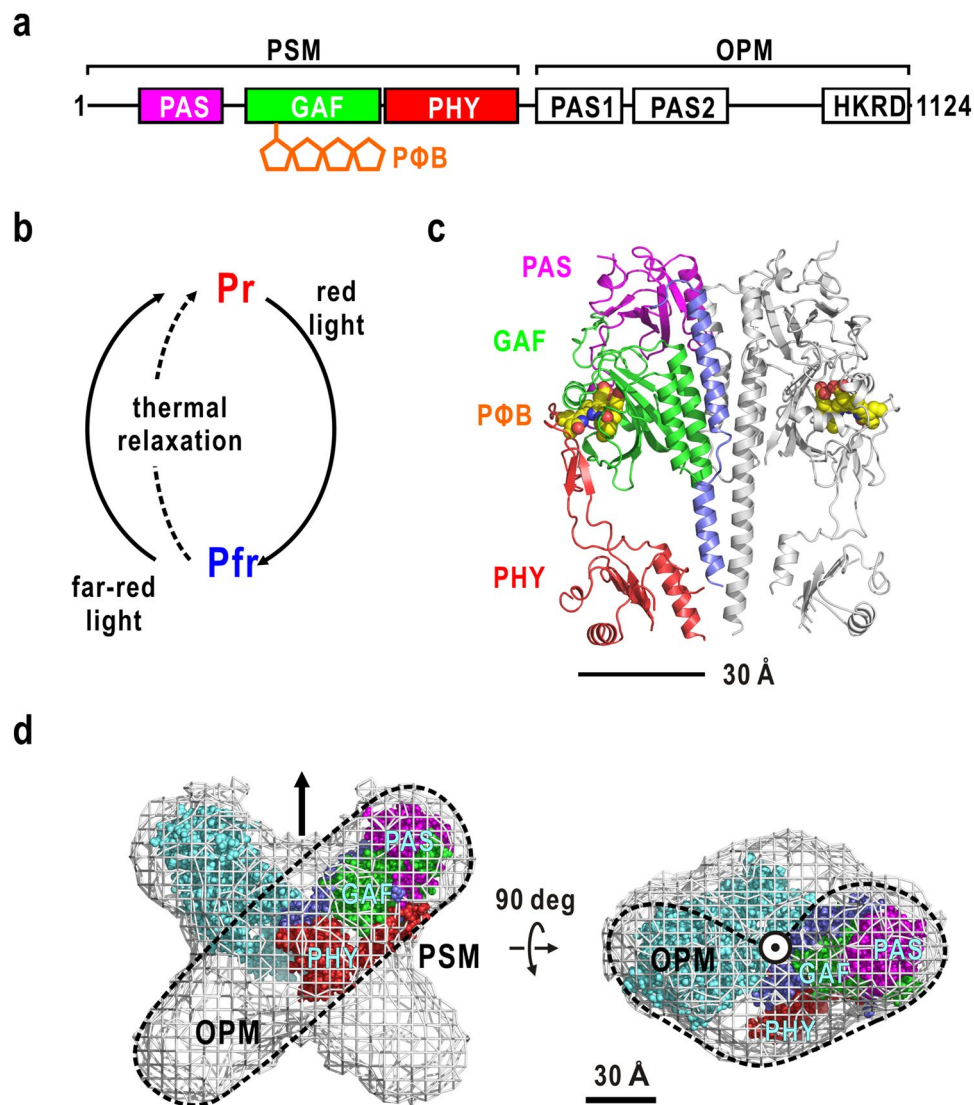 a
PSM OPM
1 PAS GAF PHY PAS1 PAS2 HKRD 1124
PΦB
b
Pr
red
light
thermal
relaxation
Pfr
far-red
light
c
PAS
GAF
PΦB
PHY
30 Å
d
PAS
GAF
PHY
PSM
OPM
90 deg
OPM
PAS
GAF
PHY
30 Å